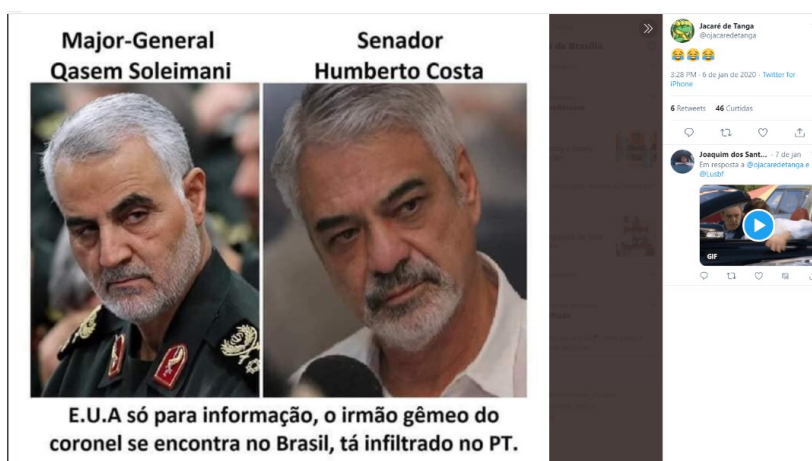 Major-General
Qasem Soleimani
Senador
Humberto Costa
E.U.A só para informação, o irmão gêmeo do
coronel se encontra no Brasil, tá infiltrado no PT.
Jacaré de Tanga
@ojacaredetanga
😂😂😂
3:28 PM · 6 de jan de 2020 · Twitter for
iPhone
6 Retweets 46 Curtidas
Joaquim dos Sant... · 7 de jan
Em resposta a @ojacaredetanga e
@Lusbf
GIF